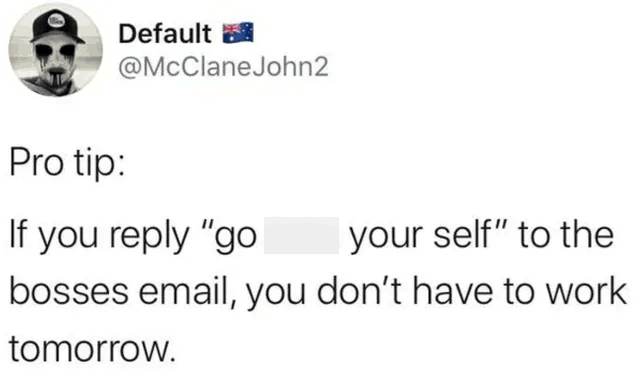 Default 🇦🇺
@McClaneJohn2
Pro tip:
If you reply “go your self” to the
bosses email, you don’t have to work
tomorrow.